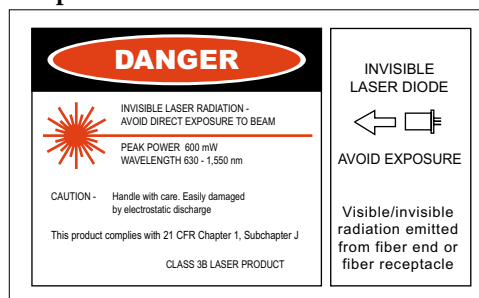 DANGER
INVISIBLE LASER RADIATION -
AVOID DIRECT EXPOSURE TO BEAM
PEAK POWER 600 mW
WAVELENGTH 630 - 1,550 nm
CAUTION - Handle with care. Easily damaged
by electrostatic discharge
This product complies with 21 CFR Chapter 1, Subchapter J
CLASS 3B LASER PRODUCT
INVISIBLE
LASER DIODE
AVOID EXPOSURE
Visible/invisible
radiation emitted
from fiber end or
fiber receptacle